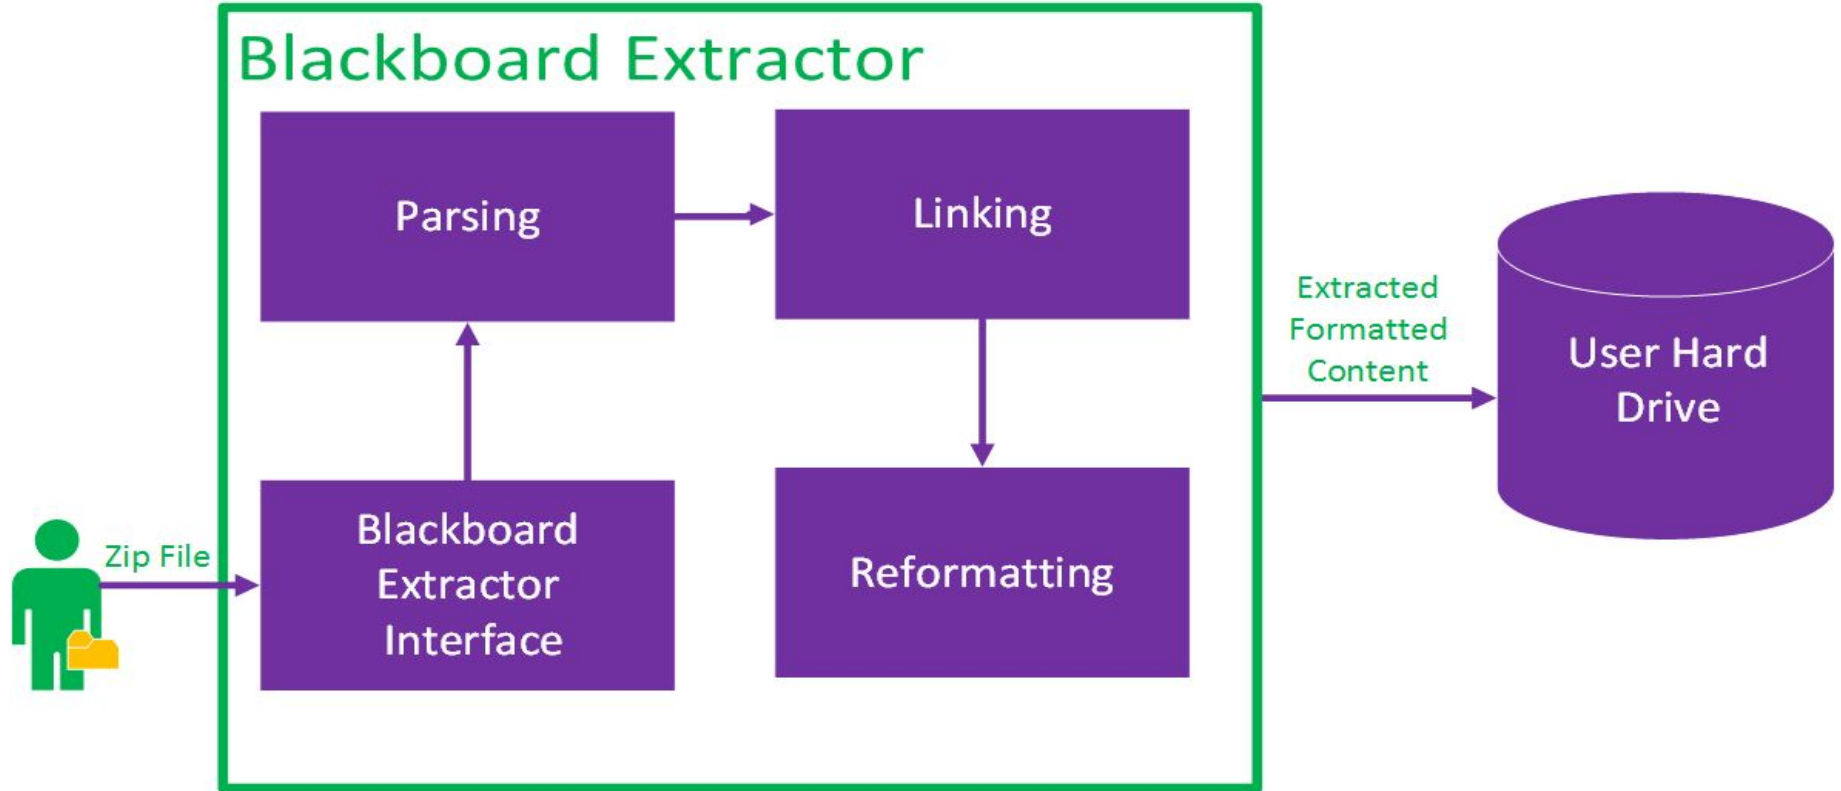 Blackboard Extractor
Parsing
Linking
Extracted
Formatted
Content
User Hard
Drive
Zip File
Blackboard
Extractor
Interface
Reformatting